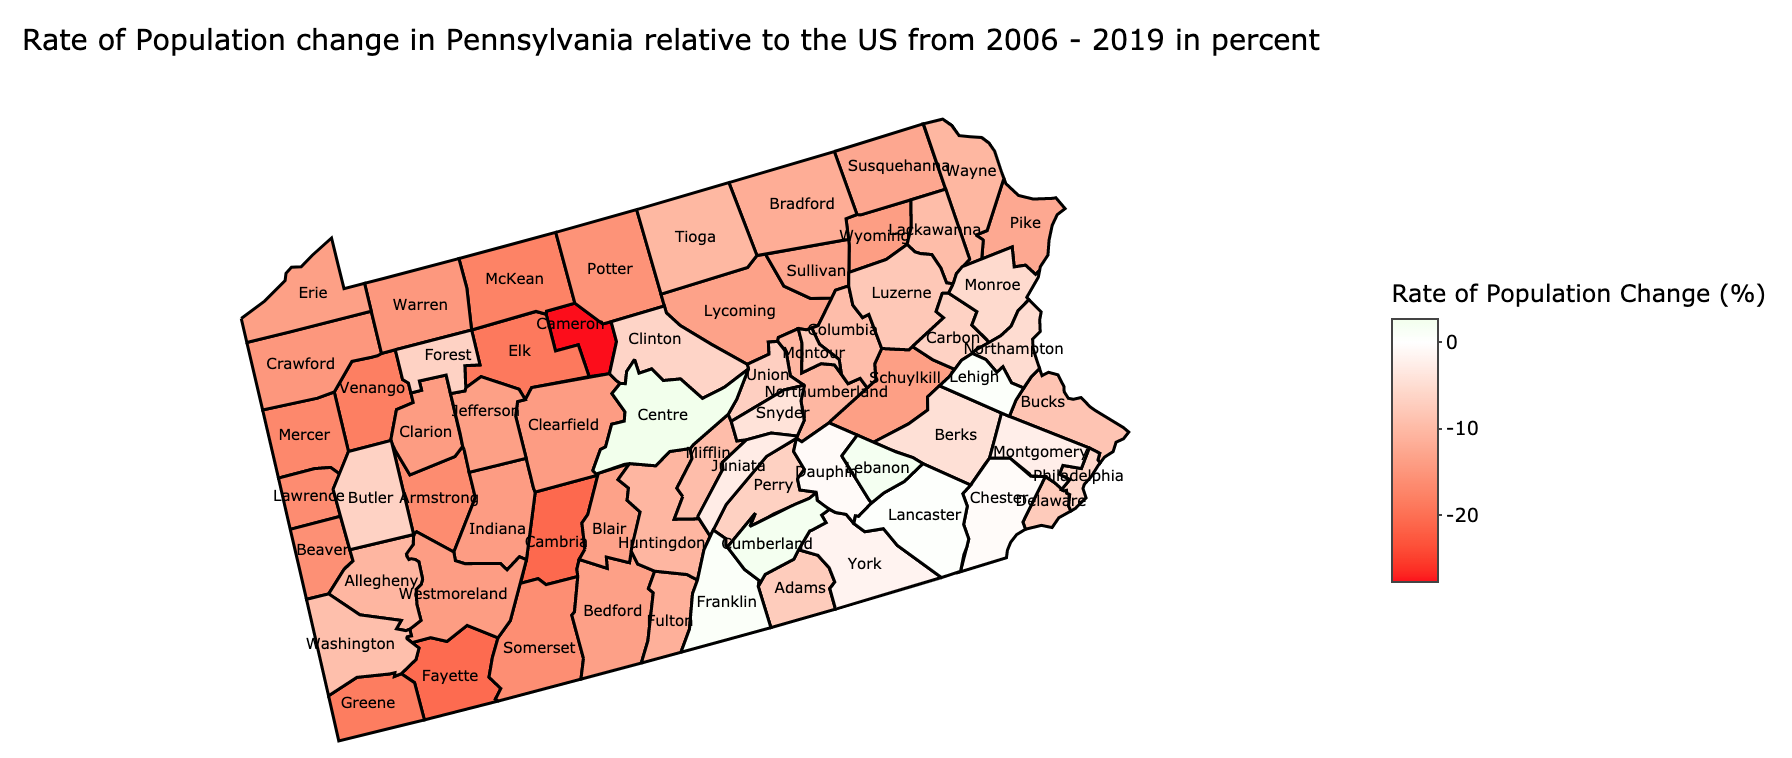 Rate of Population change in Pennsylvania relative to the US from 2006 - 2019 in percent
Susquehanna
Wayne
Bradford
Pike
Tioga
Wyoming
Lackawanna
Potter
Sullivan
McKean
Monroe
Erie
Luzerne
Rate of Population Change (%)
Warren
Lycoming
Cameron
Columbia
Clinton
Carbon
0
Elk
Northampton
Forest
Montour
Crawford
Union
Schuylkill
Lehigh
Venango
Northumberland
Bucks
Jefferson
Snyder
Centre
Clearfield
-10
Clarion
Mercer
Berks
Mifflin
Montgomery
Juniata
Dauphin
Lebanon
Philadelphia
Perry
Lawrence
Butler
Armstrong
Chester
Delaware
Lancaster
-20
Indiana
Blair
Cambria
Huntingdon
Cumberland
Beaver
York
Allegheny
Adams
Westmoreland
Franklin
Bedford
Fulton
Washington
Somerset
Fayette
Greene